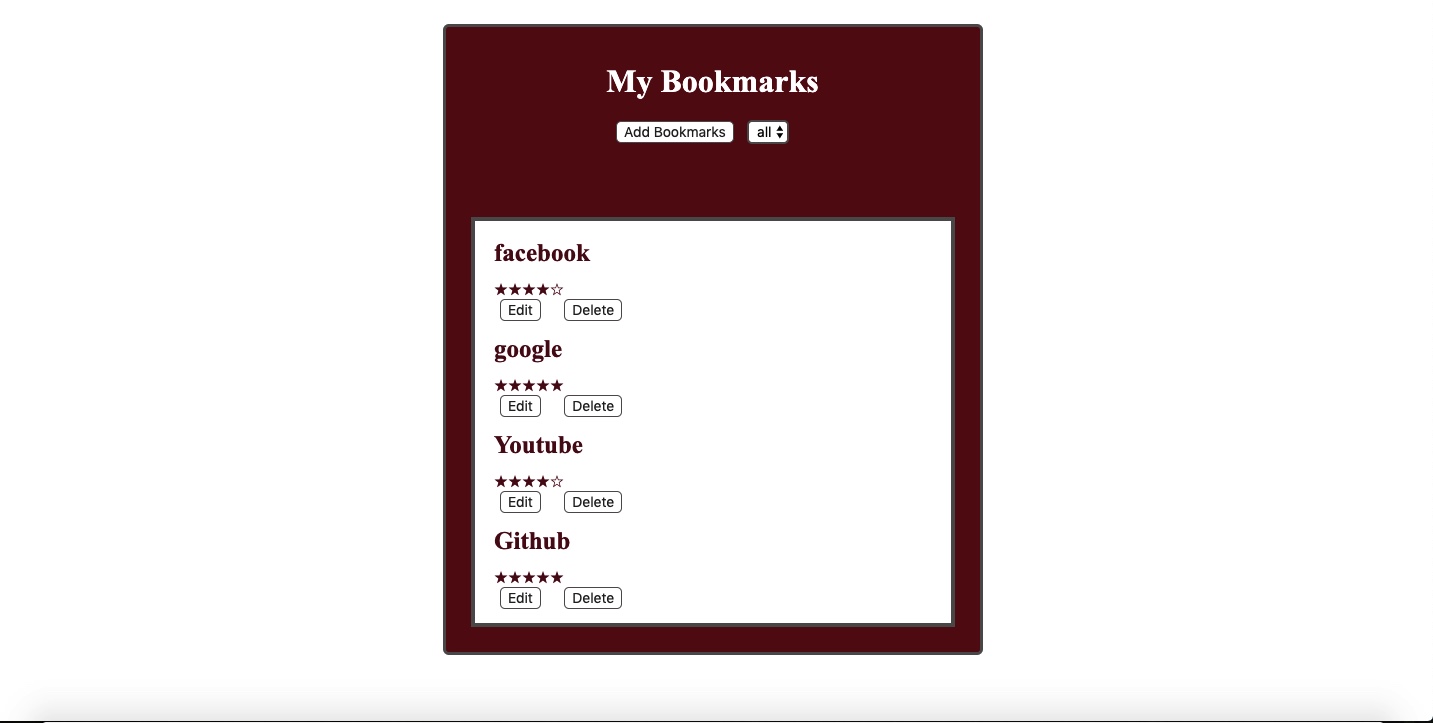 My Bookmarks
Add Bookmarks all
facebook
★★★★☆
Edit Delete
google
★★★★★
Edit Delete
Youtube
★★★★☆
Edit Delete
Github
★★★★★
Edit Delete